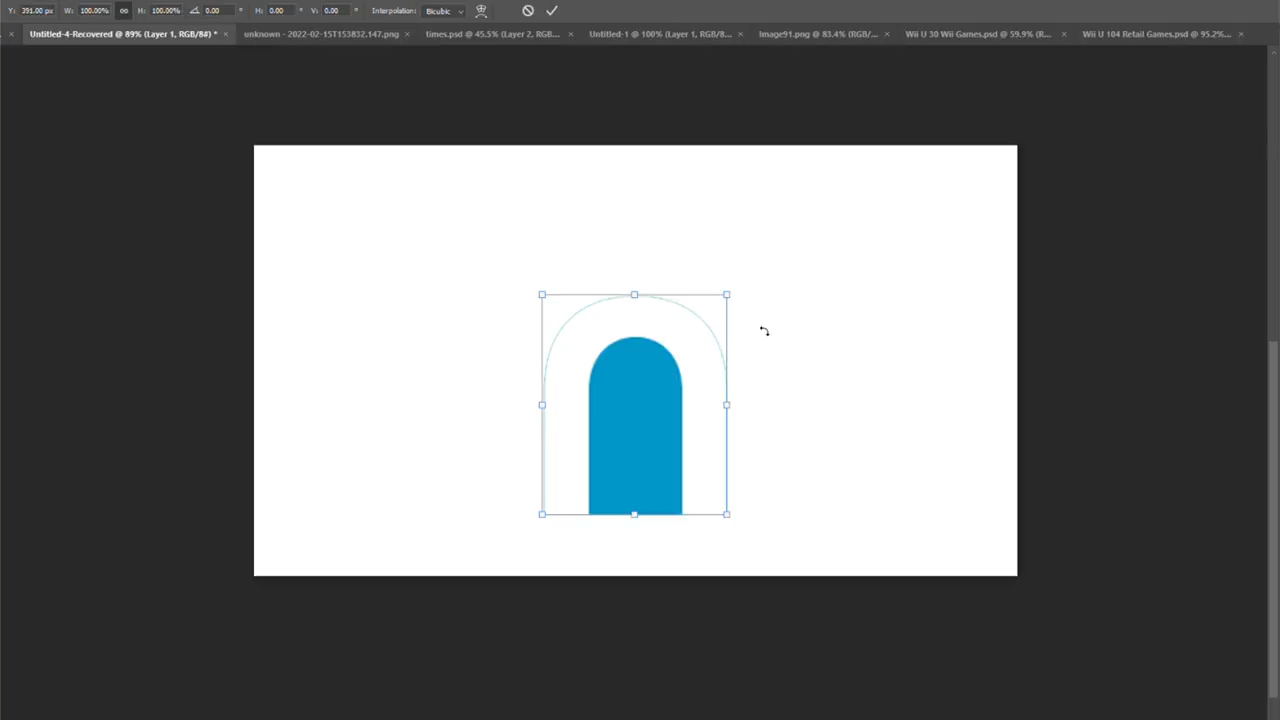 Y: 391.00 px W: 100.00% H: 100.00% 0.00 ° H: 0.00 ° V: 0.00 ° Interpolation: Bicubic
× Untitled-4-Recovered @ 89% (Layer 1, RGB/8#) * × unknown - 2022-02-15T153832.147.png × times.psd @ 45.5% (Layer 2, RGB... × Untitled-1 @ 100% (Layer 1, RGB/8... × Image91.png @ 83.4% (RGB/... × Wii U 30 Wii Games.psd @ 59.9% (R... × Wii U 104 Retail Games.psd @ 95.2%... ×